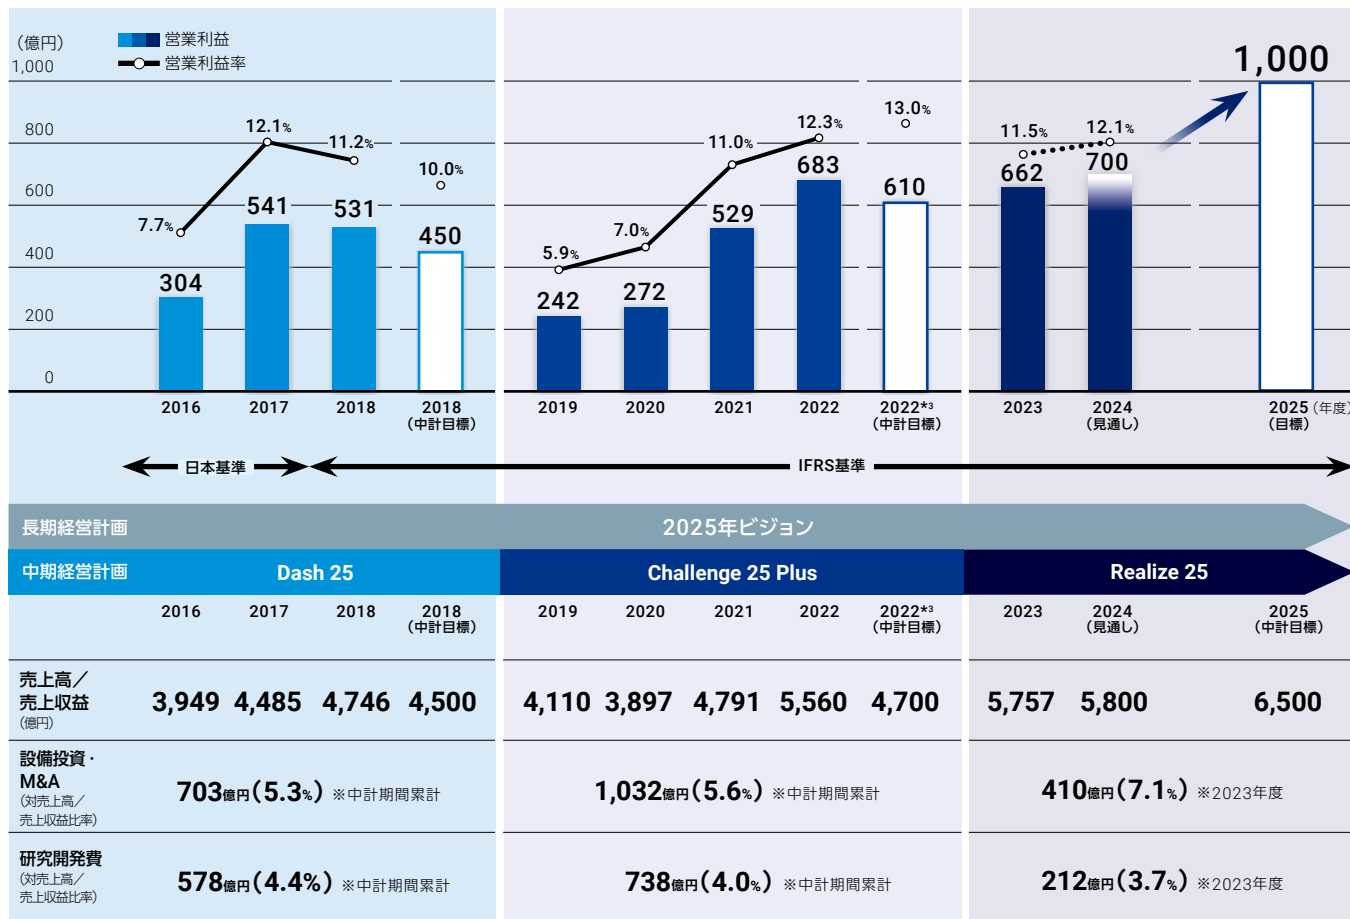 （億円）
営業利益
営業利益率
1,000
800
600
400
200
0
7.7%
12.1%
11.2%
10.0%
304
541
531
450
2016
2017
2018
2018
（中計目標）
5.9%
7.0%
11.0%
12.3%
13.0%
242
272
529
683
610
2019
2020
2021
2022
2022*3
（中計目標）
11.5%
12.1%
1,000
662
700
2023
2024
（見通し）
2025（年度）
（目標）
日本基準
IFRS基準
長期経営計画 2025年ビジョン
中期経営計画 Dash 25 Challenge 25 Plus Realize 25
2016 2017 2018 2018 2019 2020 2021 2022 2022*3 2023 2024 2025
（中計目標） （中計目標） （見通し） （中計目標）
売上高／
売上収益
（億円）
3,949 4,485 4,746 4,500 4,110 3,897 4,791 5,560 4,700 5,757 5,800 6,500
設備投資・
M&A
（対売上高／
売上収益比率）
703億円（5.3%）※中計期間累計 1,032億円（5.6%）※中計期間累計 410億円（7.1%）※2023年度
研究開発費
（対売上高／
売上収益比率）
578億円（4.4%）※中計期間累計 738億円（4.0%）※中計期間累計 212億円（3.7%）※2023年度